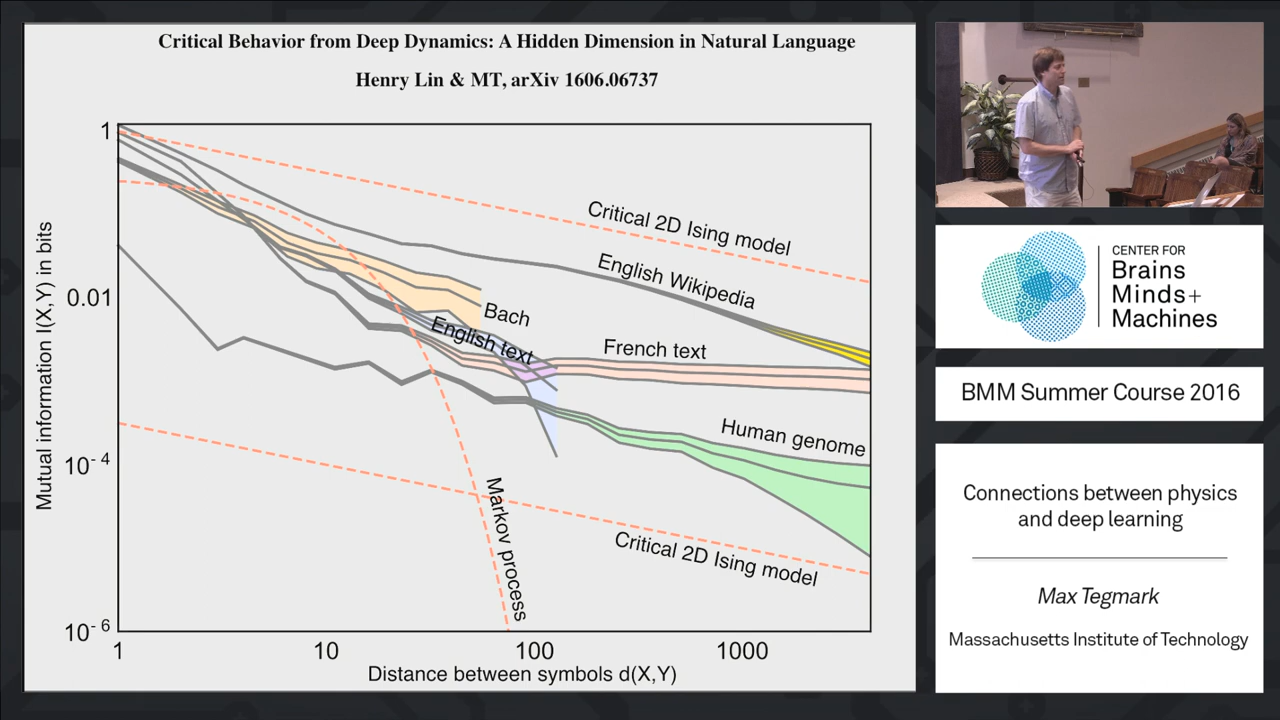 Critical Behavior from Deep Dynamics: A Hidden Dimension in Natural Language
Henry Lin & MT, arXiv 1606.06737
1
0.01
10-4
10-6
Mutual information I(X,Y) in bits
Critical 2D Ising model
English Wikipedia
Bach
English text
French text
Human genome
Markov process
Critical 2D Ising model
1
10
100
1000
Distance between symbols d(X,Y)
CENTER FOR
Brains
Minds+
Machines
BMM Summer Course 2016
Connections between physics
and deep learning
Max Tegmark
Massachusetts Institute of Technology